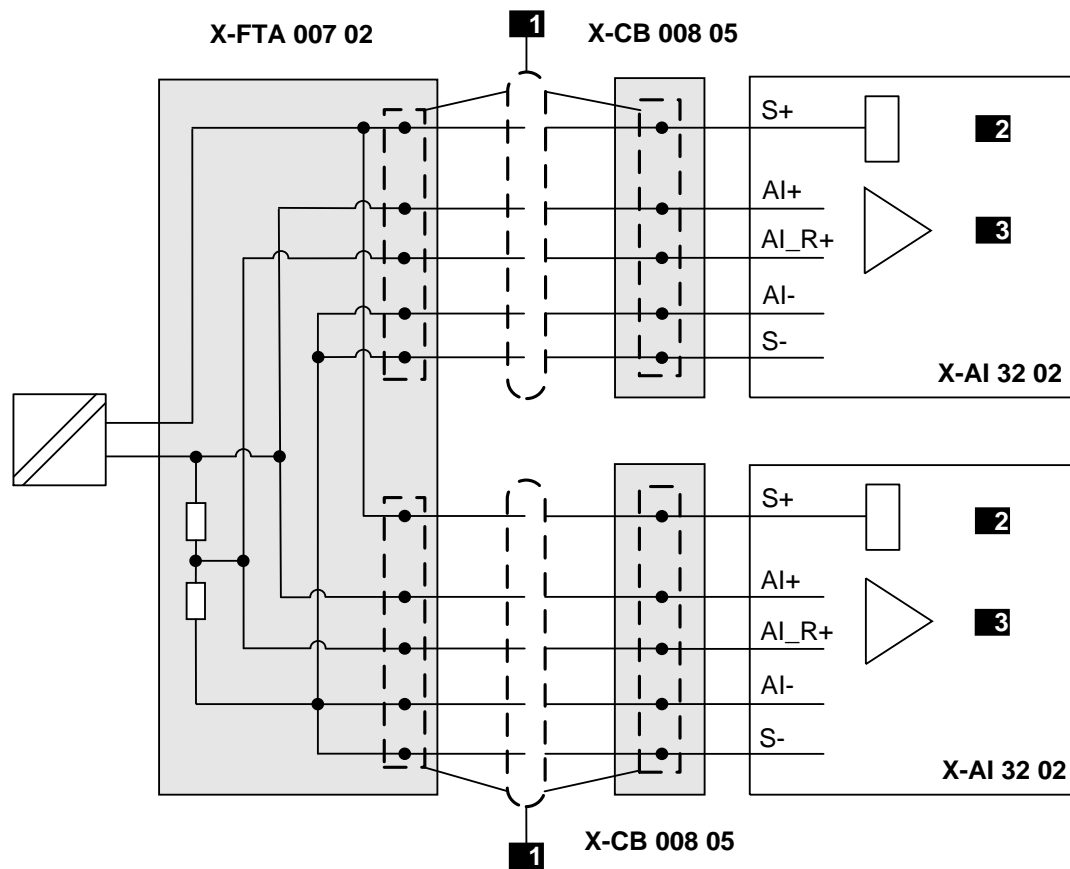 1
X-FTA 007 02
X-CB 008 05
S+
2
AI+
3
AI_R+
AI-
S-
X-AI 32 02
S+
2
AI+
3
AI_R+
AI-
S-
X-AI 32 02
1
X-CB 008 05